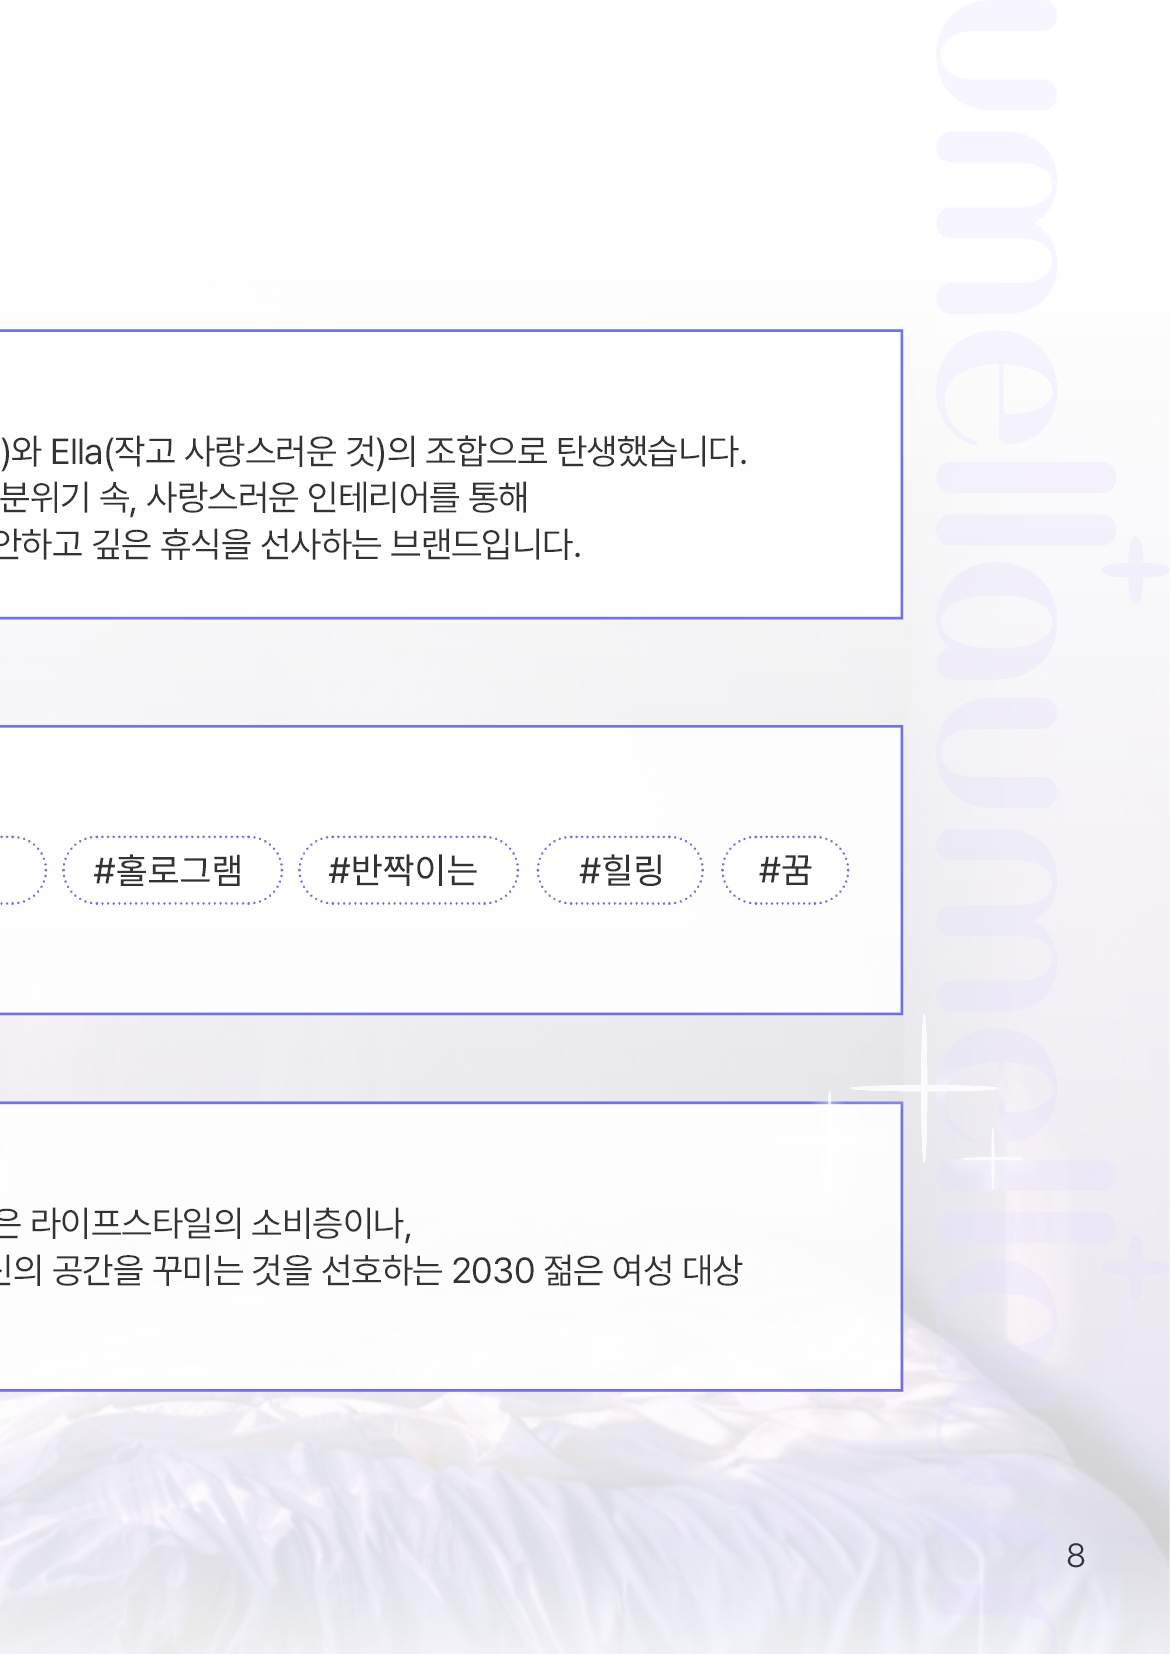 )와 Ella(작고 사랑스러운 것)의 조합으로 탄생했습니다.
분위기 속, 사랑스러운 인테리어를 통해
안하고 깊은 휴식을 선사하는 브랜드입니다.
#홀로그램 #반짝이는 #힐링 #꿈
은 라이프스타일의 소비층이나,
신의 공간을 꾸미는 것을 선호하는 2030 젊은 여성 대상
umellaumella
8